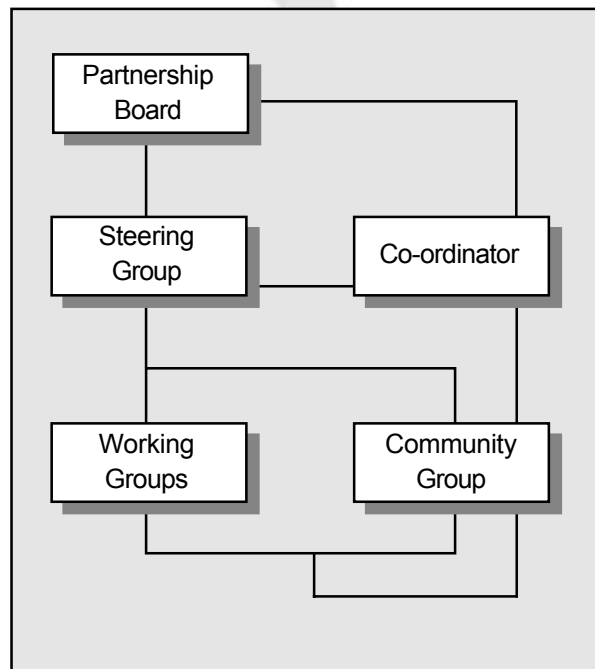 Partnership
Board
Steering
Group
Co-ordinator
Working
Groups
Community
Group